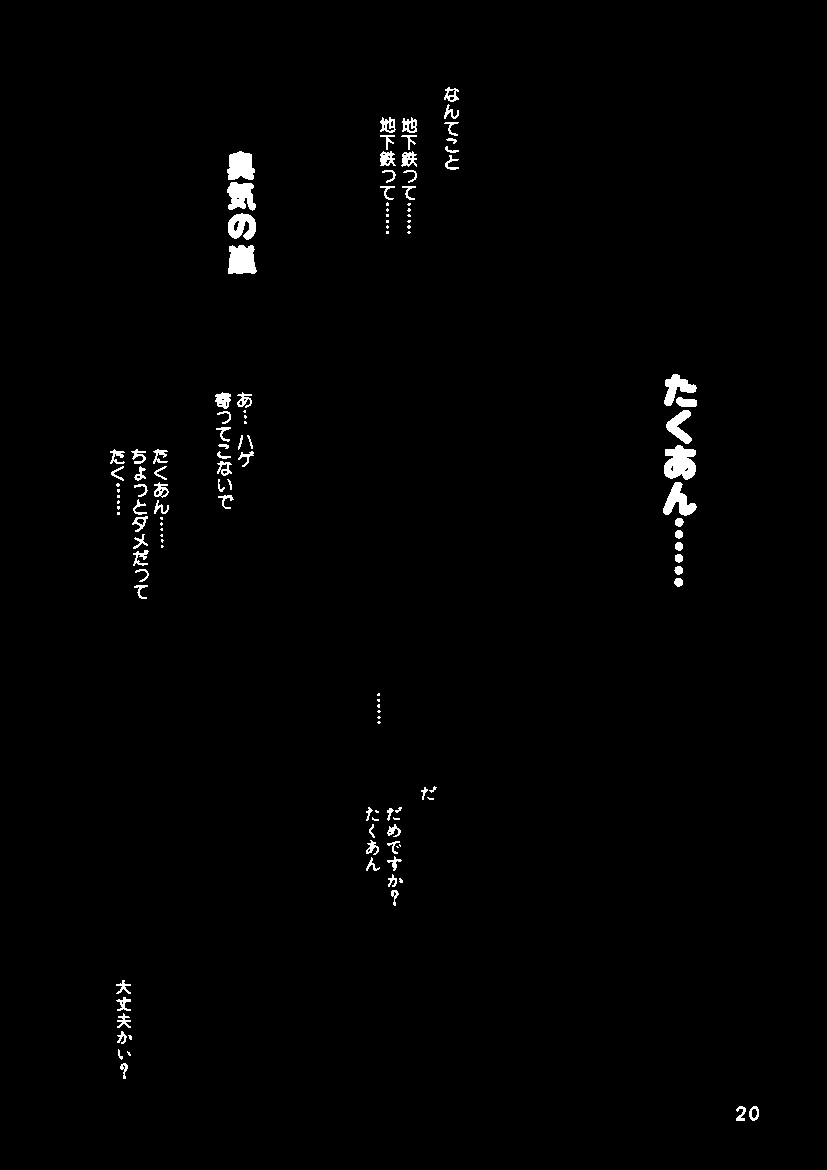 たくあん……
なんてこと
地下鉄って……
地下鉄って……
臭気の嵐
あ…ハゲ
寄ってこないで
たくあん……
ちょっとダメだって
たく……
……
だ
だめですか?
たくあん
大丈夫かい?
20